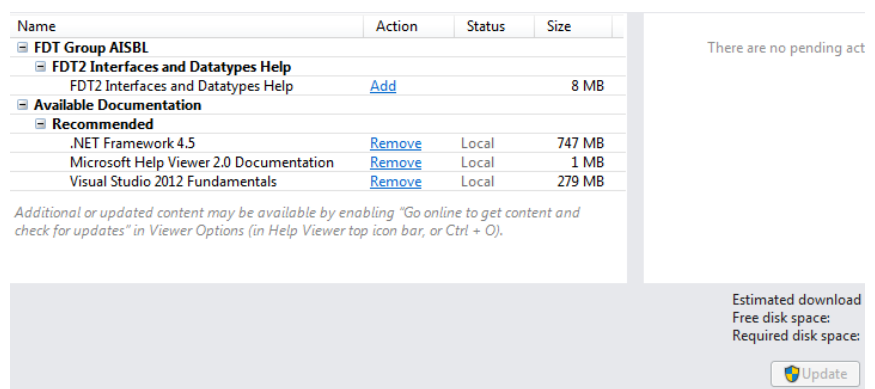 Name Action Status Size
FDT Group AISBL
FDT2 Interfaces and Datatypes Help
FDT2 Interfaces and Datatypes Help Add 8 MB
Available Documentation
Recommended
.NET Framework 4.5 Remove Local 747 MB
Microsoft Help Viewer 2.0 Documentation Remove Local 1 MB
Visual Studio 2012 Fundamentals Remove Local 279 MB
Additional or updated content may be available by enabling "Go online to get content and
check for updates" in Viewer Options (in Help Viewer top icon bar, or Ctrl + O).
There are no pending act
Estimated download
Free disk space:
Required disk space:
Update